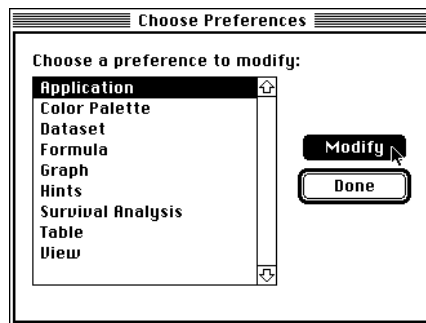 Choose Preferences
Choose a preference to modify:
Application
Color Palette
Dataset
Formula
Graph
Hints
Survival Analysis
Table
View
Modify
Done